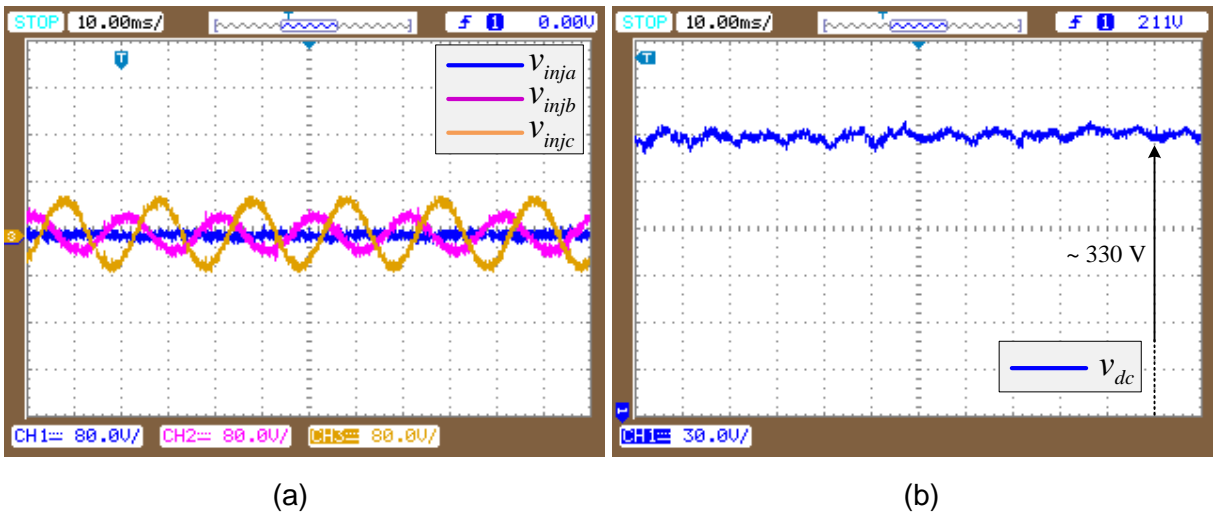 STOP 10.00ms/ T T 1 0.00V
v_inja
v_injb
v_injc
3
CH1 80.0V/ CH2 80.0V/ CH3 80.0V/
(a)
STOP 10.00ms/ T T 1 211V
~ 330 V
v_dc
1
CH1 30.0V/
(b)